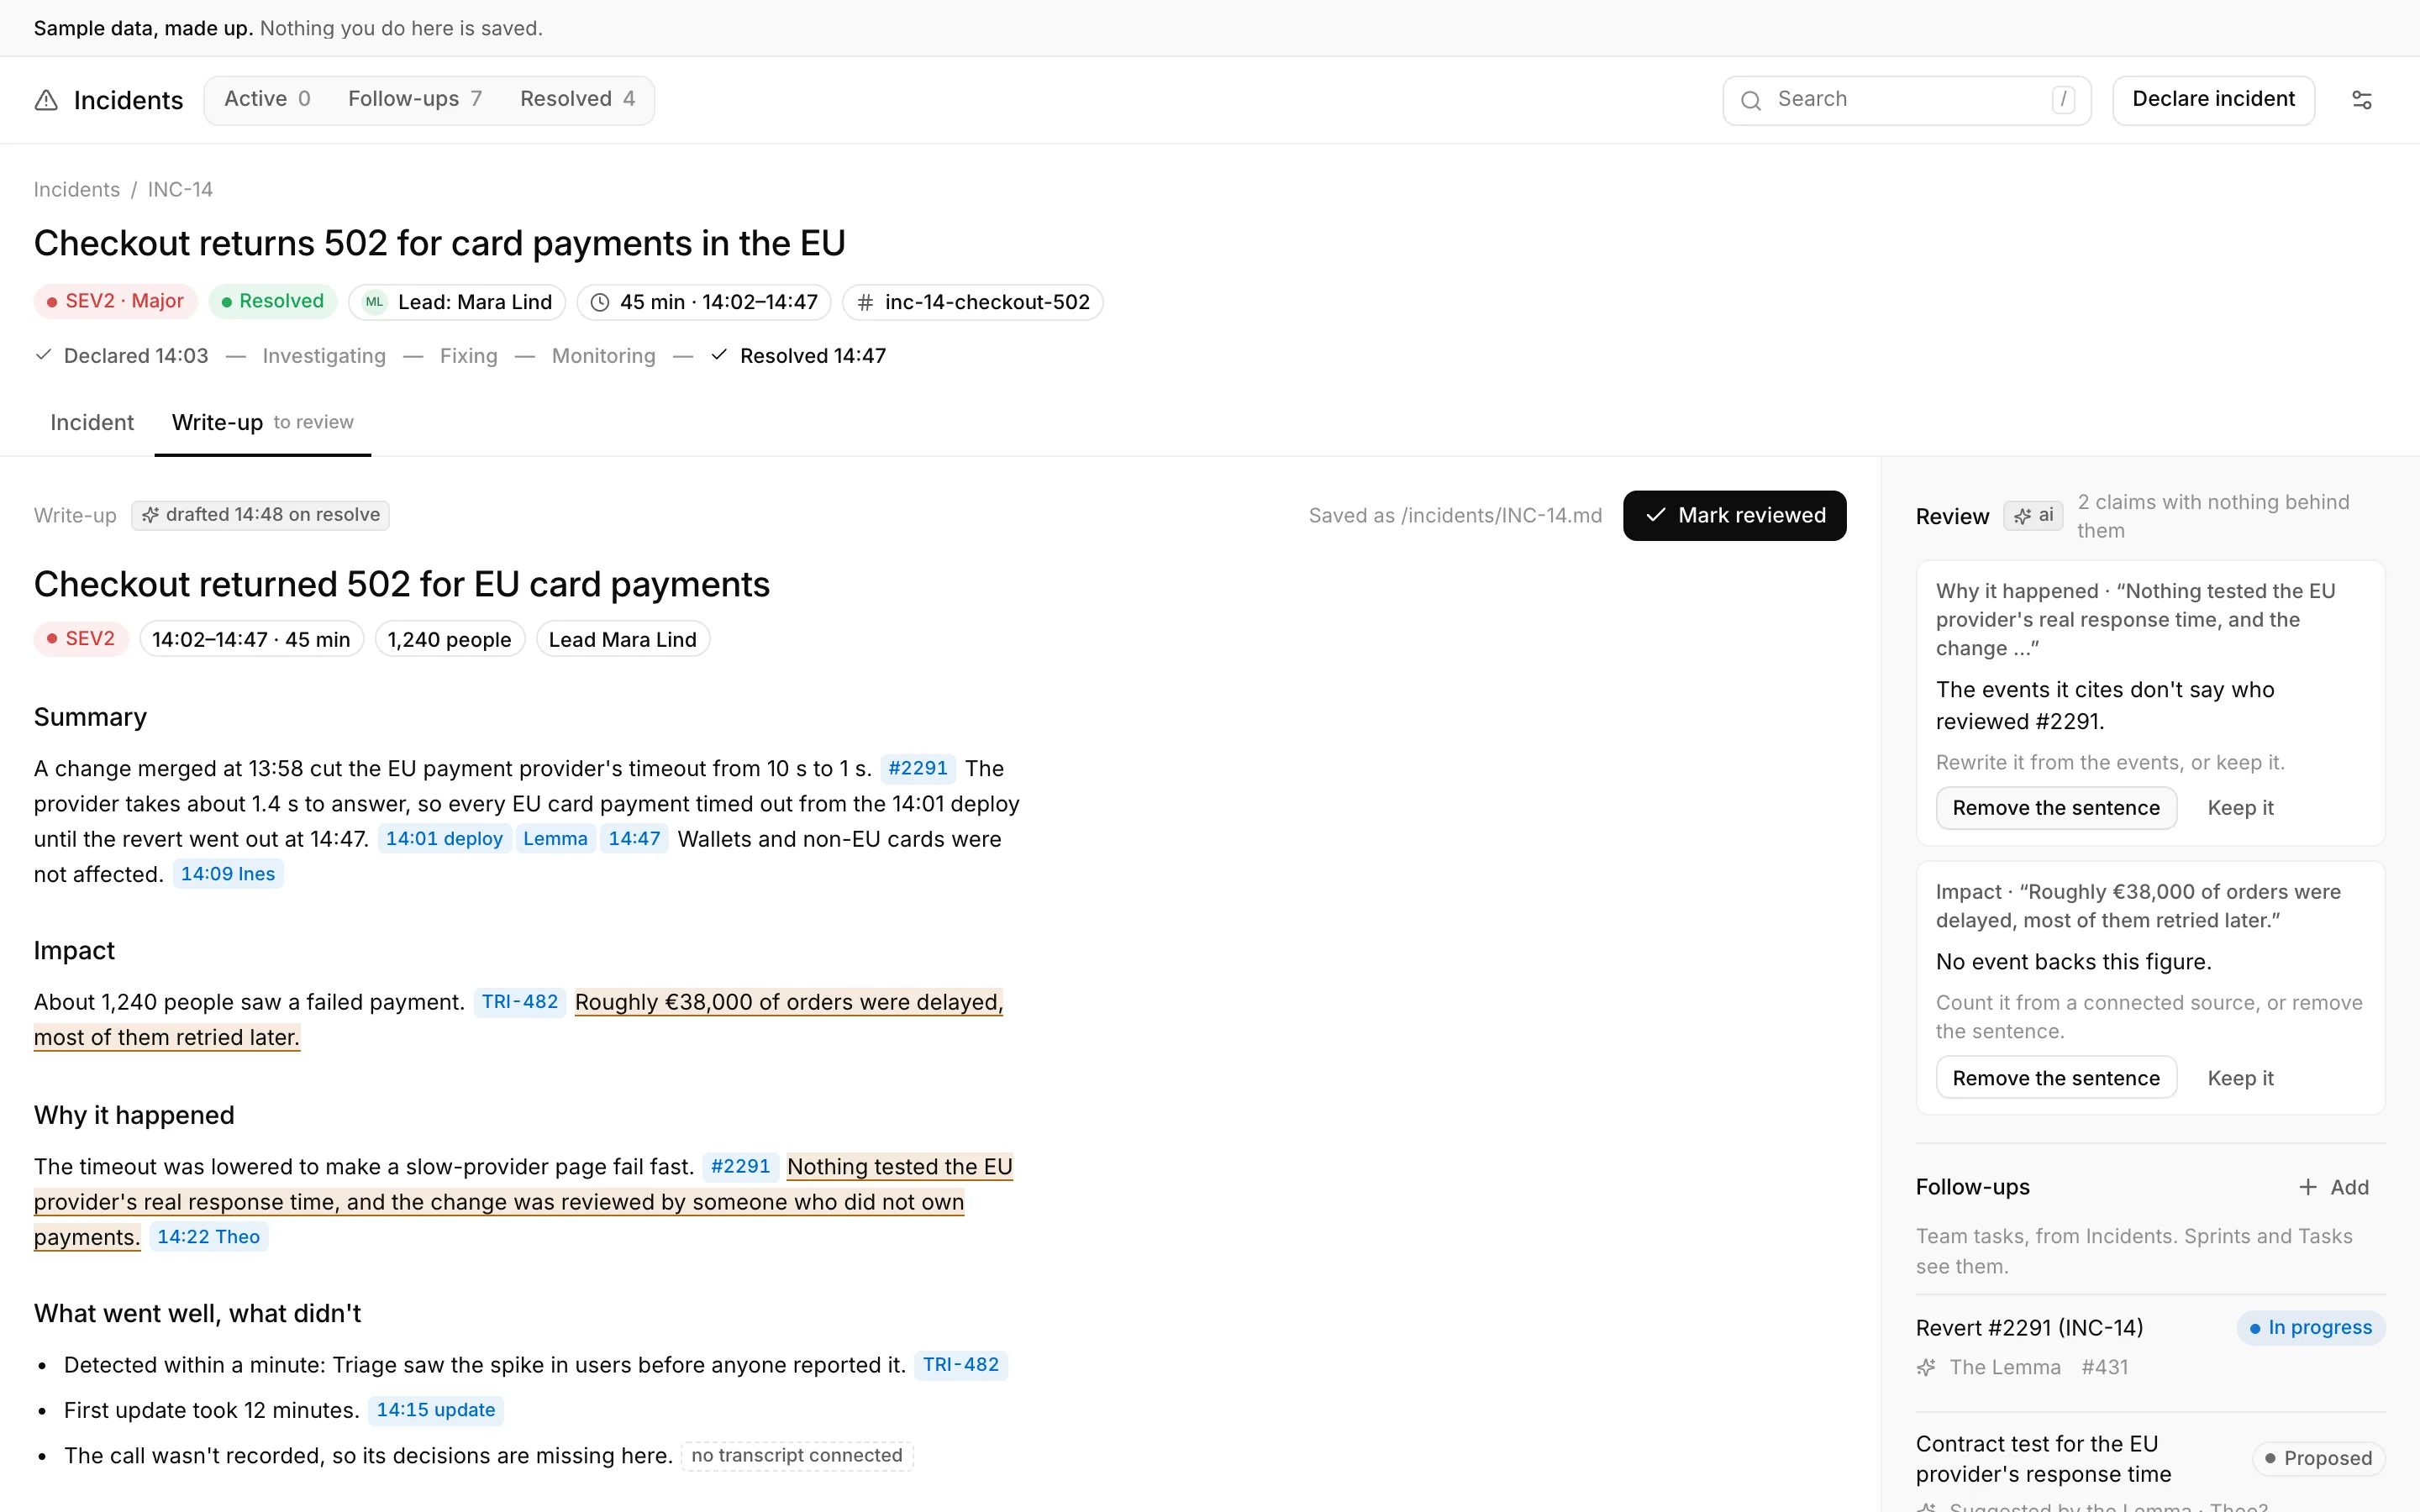 Sample data, made up. Nothing you do here is saved.
Incidents
Active 0
Follow-ups 7
Resolved 4
Search
/
Declare incident
Incidents / INC-14
Checkout returns 502 for card payments in the EU
SEV2 · Major
Resolved
ML Lead: Mara Lind
45 min · 14:02–14:47
# inc-14-checkout-502
Declared 14:03 — Investigating — Fixing — Monitoring — Resolved 14:47
Incident
Write-up to review
Write-up
drafted 14:48 on resolve
Saved as /incidents/INC-14.md
Mark reviewed
Checkout returned 502 for EU card payments
SEV2
14:02–14:47 · 45 min
1,240 people
Lead Mara Lind
Summary
A change merged at 13:58 cut the EU payment provider's timeout from 10 s to 1 s. #2291 The
provider takes about 1.4 s to answer, so every EU card payment timed out from the 14:01 deploy
until the revert went out at 14:47. 14:01 deploy Lemma 14:47 Wallets and non-EU cards were
not affected. 14:09 Ines
Impact
About 1,240 people saw a failed payment. TRI-482 Roughly €38,000 of orders were delayed,
most of them retried later.
Why it happened
The timeout was lowered to make a slow-provider page fail fast. #2291 Nothing tested the EU
provider's real response time, and the change was reviewed by someone who did not own
payments. 14:22 Theo
What went well, what didn't
• Detected within a minute: Triage saw the spike in users before anyone reported it. TRI-482
• First update took 12 minutes. 14:15 update
• The call wasn't recorded, so its decisions are missing here. no transcript connected
Review
ai
2 claims with nothing behind
them
Why it happened · “Nothing tested the EU
provider's real response time, and the
change ...”
The events it cites don't say who
reviewed #2291.
Rewrite it from the events, or keep it.
Remove the sentence
Keep it
Impact · “Roughly €38,000 of orders were
delayed, most of them retried later.”
No event backs this figure.
Count it from a connected source, or remove
the sentence.
Remove the sentence
Keep it
Follow-ups
+ Add
Team tasks, from Incidents. Sprints and Tasks
see them.
Revert #2291 (INC-14)
In progress
The Lemma #431
Contract test for the EU
provider's response time
Proposed
Suggested by the Lemma · Theo?